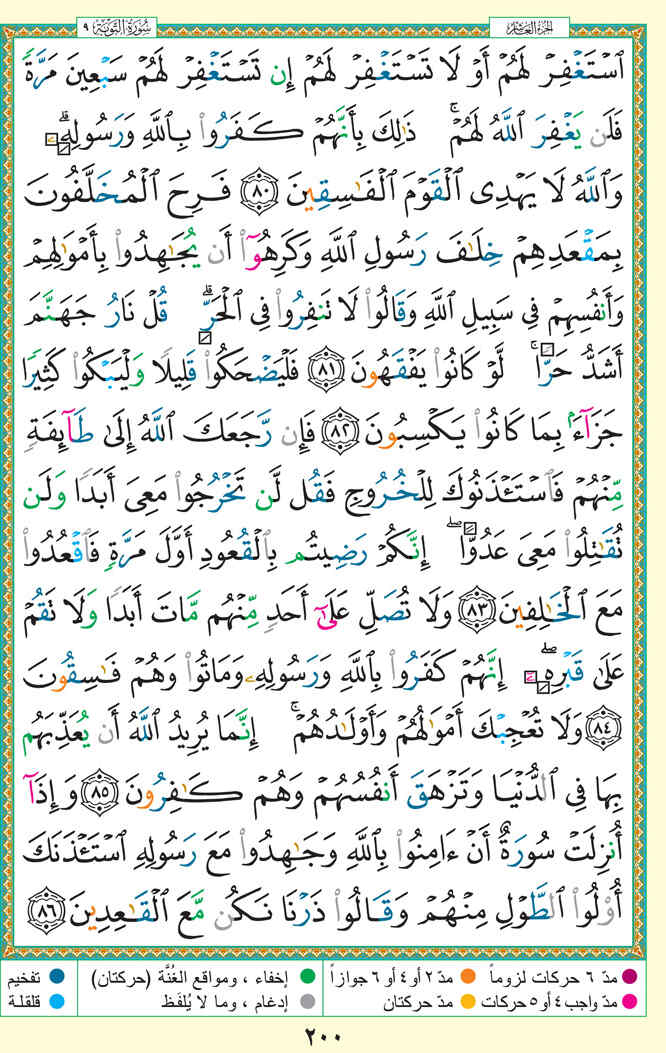 الجزء العاشر
سُورَةُ التَّوْبَةِ ٩
ٱسْتَغْفِرْ لَهُمْ أَوْ لَا تَسْتَغْفِرْ لَهُمْ إِن تَسْتَغْفِرْ لَهُمْ سَبْعِينَ مَرَّةً
فَلَن يَغْفِرَ ٱللَّهُ لَهُمْ ۚ ذَٰلِكَ بِأَنَّهُمْ كَفَرُوا۟ بِٱللَّهِ وَرَسُولِهِۦ ۗ
وَٱللَّهُ لَا يَهْدِى ٱلْقَوْمَ ٱلْفَٰسِقِينَ ﴿٨٠﴾ فَرِحَ ٱلْمُخَلَّفُونَ
بِمَقْعَدِهِمْ خِلَٰفَ رَسُولِ ٱللَّهِ وَكَرِهُوٓا۟ أَن يُجَٰهِدُوا۟ بِأَمْوَٰلِهِمْ
وَأَنفُسِهِمْ فِى سَبِيلِ ٱللَّهِ وَقَالُوا۟ لَا تَنفِرُوا۟ فِى ٱلْحَرِّ ۗ قُلْ نَارُ جَهَنَّمَ
أَشَدُّ حَرًّا ۚ لَّوْ كَانُوا۟ يَفْقَهُونَ ﴿٨١﴾ فَلْيَضْحَكُوا۟ قَلِيلًا وَلْيَبْكُوا۟ كَثِيرًا
جَزَآءًۢ بِمَا كَانُوا۟ يَكْسِبُونَ ﴿٨٢﴾ فَإِن رَّجَعَكَ ٱللَّهُ إِلَىٰ طَآئِفَةٍ
مِّنْهُمْ فَٱسْتَـْٔذَنُوكَ لِلْخُرُوجِ فَقُل لَّن تَخْرُجُوا۟ مَعِىَ أَبَدًا وَلَن
تُقَٰتِلُوا۟ مَعِىَ عَدُوًّا ۖ إِنَّكُمْ رَضِيتُم بِٱلْقُعُودِ أَوَّلَ مَرَّةٍ فَٱقْعُدُوا۟
مَعَ ٱلْخَٰلِفِينَ ﴿٨٣﴾ وَلَا تُصَلِّ عَلَىٰٓ أَحَدٍ مِّنْهُم مَّاتَ أَبَدًا وَلَا تَقُمْ
عَلَىٰ قَبْرِهِۦٓ ۖ إِنَّهُمْ كَفَرُوا۟ بِٱللَّهِ وَرَسُولِهِۦ وَمَاتُوا۟ وَهُمْ فَٰسِقُونَ
﴿٨٤﴾ وَلَا تُعْجِبْكَ أَمْوَٰلُهُمْ وَأَوْلَٰدُهُمْ ۚ إِنَّمَا يُرِيدُ ٱللَّهُ أَن يُعَذِّبَهُم
بِهَا فِى ٱلدُّنْيَا وَتَزْهَقَ أَنفُسُهُمْ وَهُمْ كَٰفِرُونَ ﴿٨٥﴾ وَإِذَآ
أُنزِلَتْ سُورَةٌ أَنْ ءَامِنُوا۟ بِٱللَّهِ وَجَٰهِدُوا۟ مَعَ رَسُولِهِ ٱسْتَـْٔذَنَكَ
أُو۟لُوا۟ ٱلطَّوْلِ مِنْهُمْ وَقَالُوا۟ ذَرْنَا نَكُن مَّعَ ٱلْقَٰعِدِينَ ﴿٨٦﴾
مدّ ٦ حركات لزوماً مدّ ٢ أو ٤ أو ٦ جوازاً إخفاء ، ومواقع الغُنَّة (حركتان) تفخيم
مدّ واجب ٤ أو ٥ حركات مدّ حركتان إدغام ، وما لا يُلفَظ قلقلة
٢٠٠